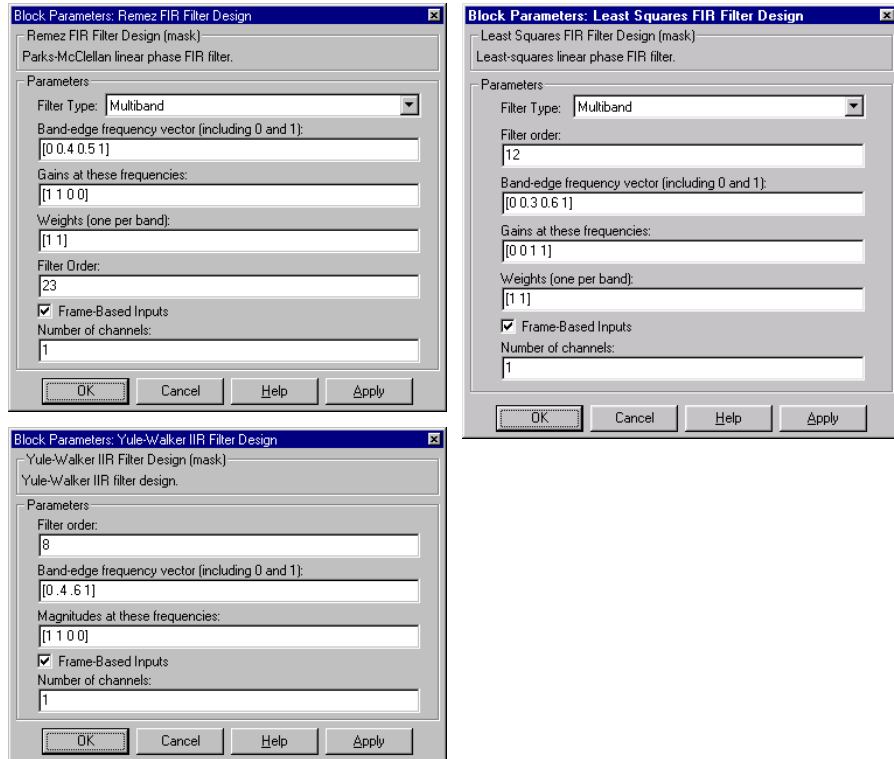 Block Parameters: Remez FIR Filter Design
Remez FIR Filter Design (mask)
Parks-McClellan linear phase FIR filter.
Parameters
Filter Type: Multiband
Band-edge frequency vector (including 0 and 1):
[0 0.4 0.5 1]
Gains at these frequencies:
[1 1 0 0]
Weights (one per band):
[1 1]
Filter Order:
23
Frame-Based Inputs
Number of channels:
1
OK Cancel Help Apply
Block Parameters: Least Squares FIR Filter Design
Least Squares FIR Filter Design (mask)
Least-squares linear phase FIR filter.
Parameters
Filter Type: Multiband
Filter order:
12
Band-edge frequency vector (including 0 and 1):
[0 0.3 0.6 1]
Gains at these frequencies:
[0 0 1 1]
Weights (one per band):
[1 1]
Frame-Based Inputs
Number of channels:
1
OK Cancel Help Apply
Block Parameters: Yule-Walker IIR Filter Design
Yule-Walker IIR Filter Design (mask)
Yule-Walker IIR filter design.
Parameters
Filter order:
8
Band-edge frequency vector (including 0 and 1):
[0 .4 .6 1]
Magnitudes at these frequencies:
[1 1 0 0]
Frame-Based Inputs
Number of channels:
1
OK Cancel Help Apply